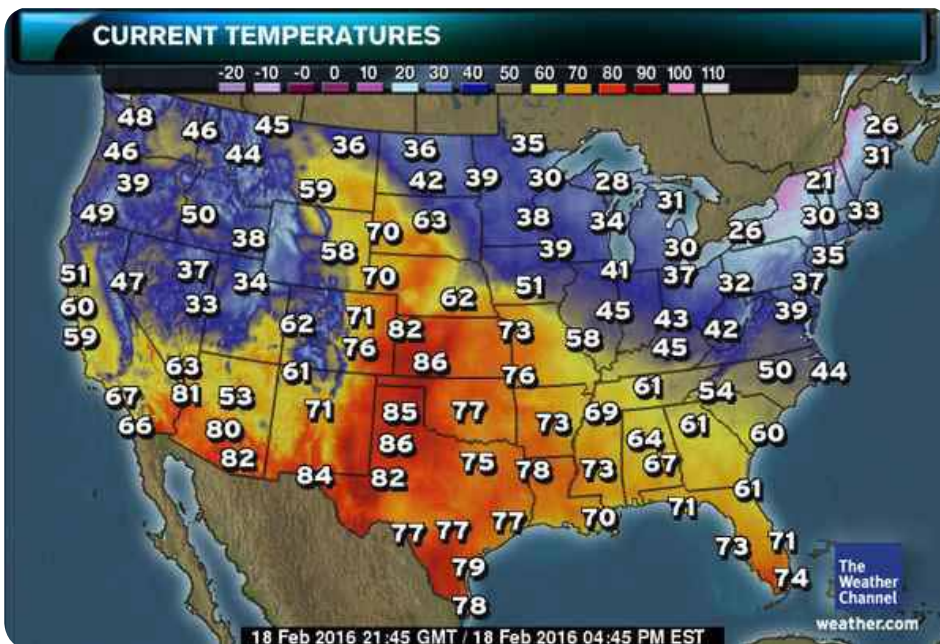 CURRENT TEMPERATURES
-20 -10 -0 0 10 20 30 40 50 60 70 80 90 100 110
48 46 45 36 36 35 26
46 44 31
39 59 42 39 30 28 21
49 50 70 63 38 34 31 30 33
38 58 39 30 26 35
51 47 37 34 70 62 51 41 37 32 37
60 33 62 71 82 73 58 45 43 42 39
59 76 86 45
63 61 76 61 54 50 44
67 81 53 71 85 77 73 69 61 60
66 80 86 64
82 84 82 75 78 73 67 61
77 77 77 70 71
79 73 71
78 74
The
Weather
Channel
weather.com
18 Feb 2016 21:45 GMT / 18 Feb 2016 04:45 PM EST